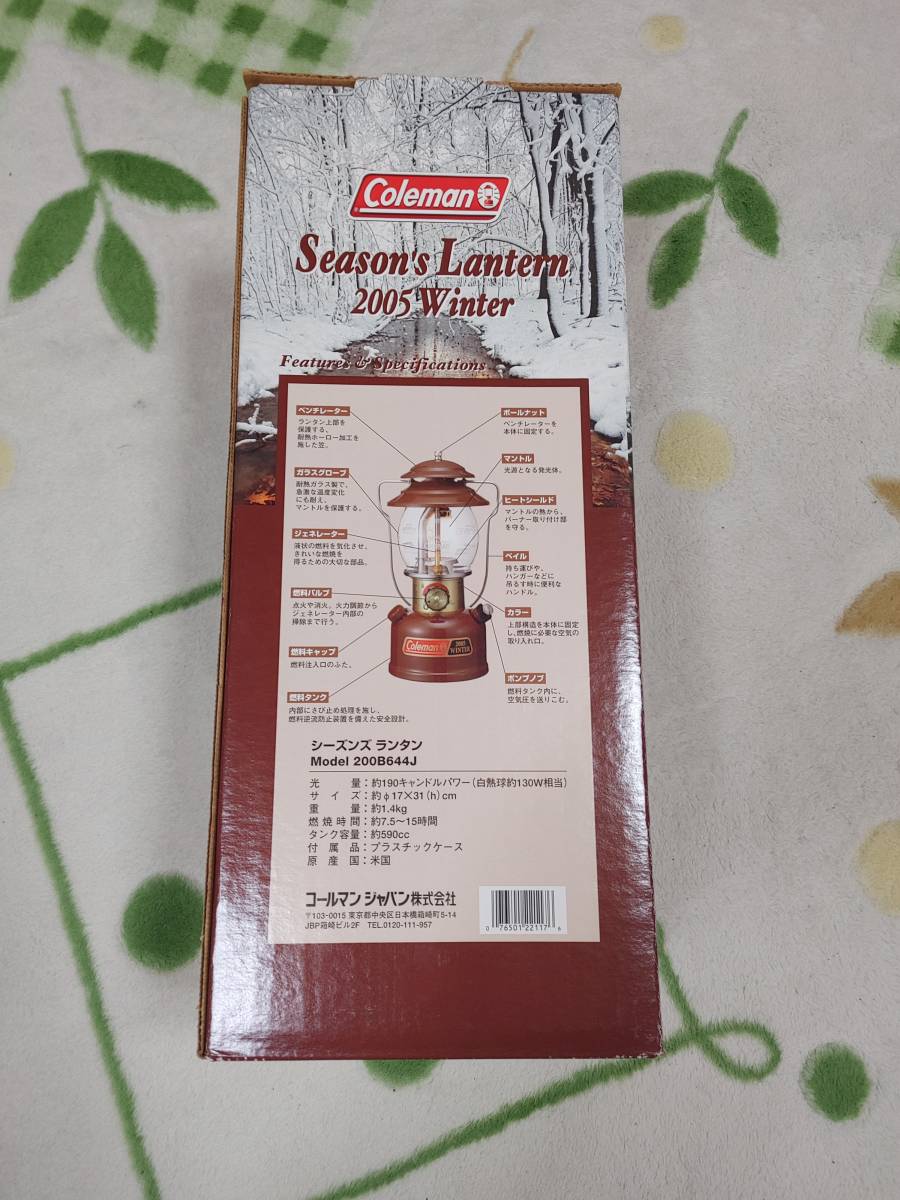 Coleman
Season's Lantern
2005 Winter
Features & Specifications
ベンチレーター
ランタン上部を
保護する、
耐熱ホーロー加工を
施した笠。
ガラスグローブ
耐熱ガラス製で、
急激な温度変化
にも耐え、
マントルを保護する。
ジェネレーター
液状の燃料を気化させ、
きれいな燃焼を
得るための大切な部品。
燃料バルブ
点火や消火。火力調節から
ジェネレーター内部の
掃除まで行う。
燃料キャップ
燃料注入口のふた。
燃料タンク
内部にさび止め処理を施し、
燃料逆流防止装置を備えた安全設計。
ボールナット
ベンチレーターを
本体に固定する。
マントル
光源となる発光体。
ヒートシールド
マントルの熱から、
バーナー取り付け部
を守る。
ベイル
持ち運びや、
ハンガーなどに
吊るす時に便利な
ハンドル。
カラー
上部構造を本体に固定
し、燃焼に必要な空気の
取り入れ口。
ポンプノブ
燃料タンク内に、
空気圧を送りこむ。
Coleman
2005
WINTER
シーズンズ ランタン
Model 200B644J
光 量：約190キャンドルパワー（白熱球約130W相当）
サ イ ズ：約φ17×31（h）cm
重 量：約1.4kg
燃 焼 時 間：約7.5～15時間
タンク容量：約590cc
付 属 品：プラスチックケース
原 産 国：米国
コールマン ジャパン株式会社
〒103-0015 東京都中央区日本橋箱崎町5-14
JBP箱崎ビル2F TEL.0120-111-957
0 76501 22117 6